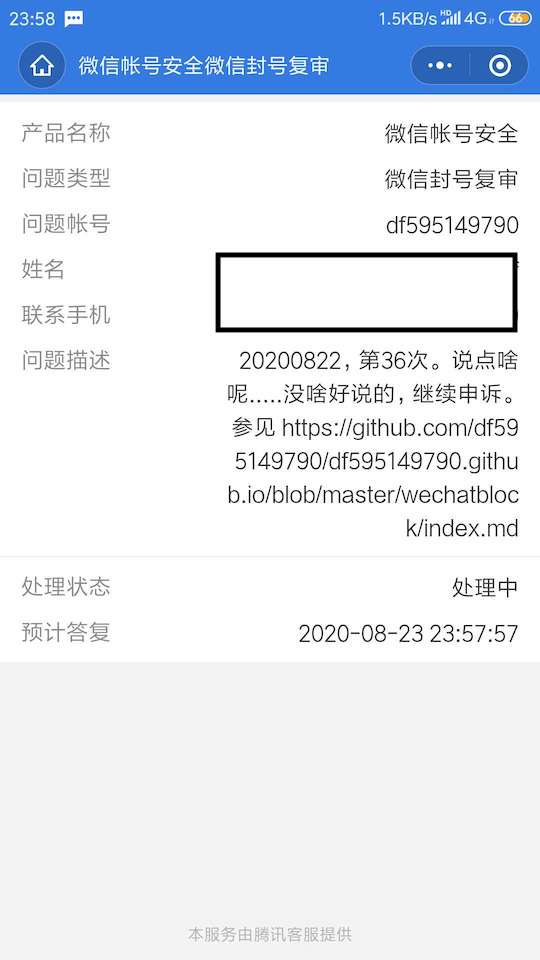 23:58 1.5KB/s HD 4G 66
微信帐号安全微信封号复审
产品名称 微信帐号安全
问题类型 微信封号复审
问题帐号 df595149790
姓名
联系手机
问题描述 20200822，第36次。说点啥
呢.....没啥好说的，继续申诉。
参见 https://github.com/df59
5149790/df595149790.githu
b.io/blob/master/wechatbloc
k/index.md
处理状态 处理中
预计答复 2020-08-23 23:57:57
本服务由腾讯客服提供